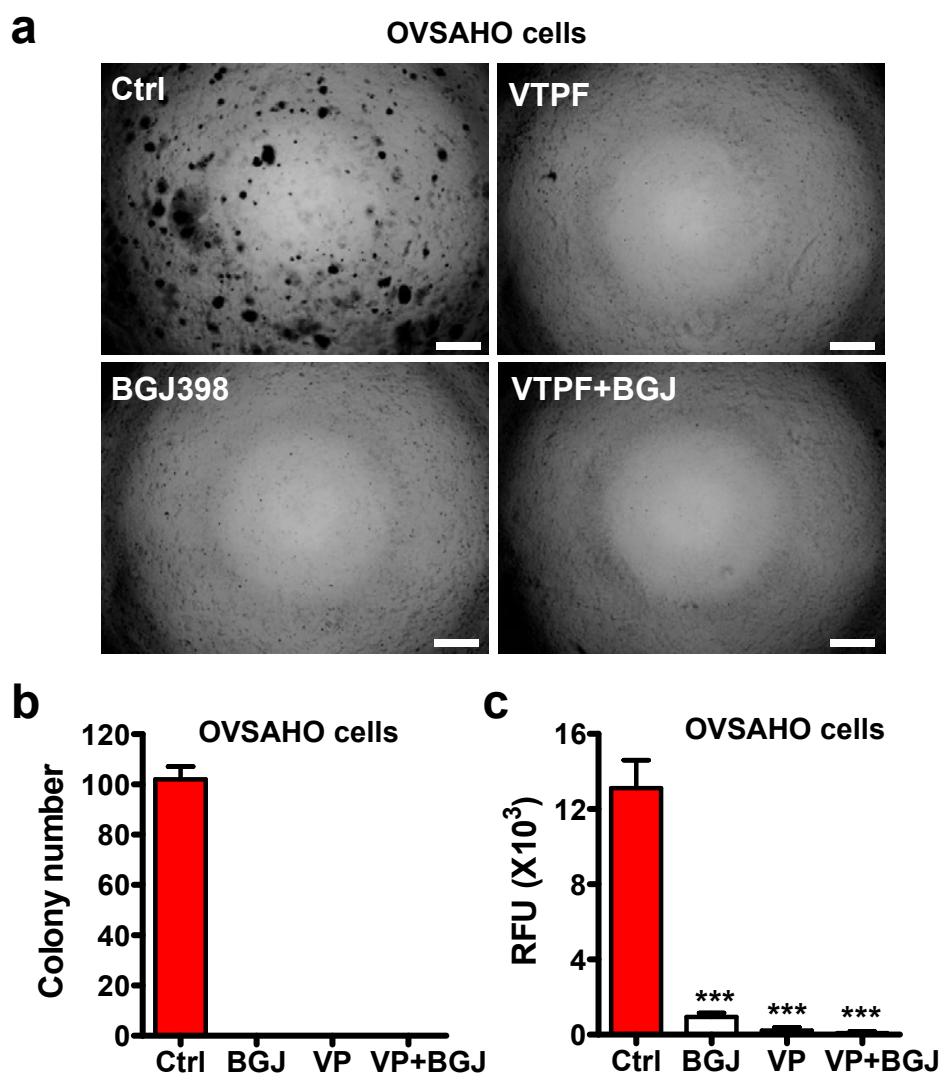 a
OVSAHO cells
Ctrl
VTPF
BGJ398
VTPF+BGJ
b
OVSAHO cells
Colony number
120
100
80
60
40
20
0
Ctrl BGJ VP VP+BGJ
c
OVSAHO cells
RFU (X10³)
16
12
8
4
0
***
***
***
Ctrl BGJ VP VP+BGJ